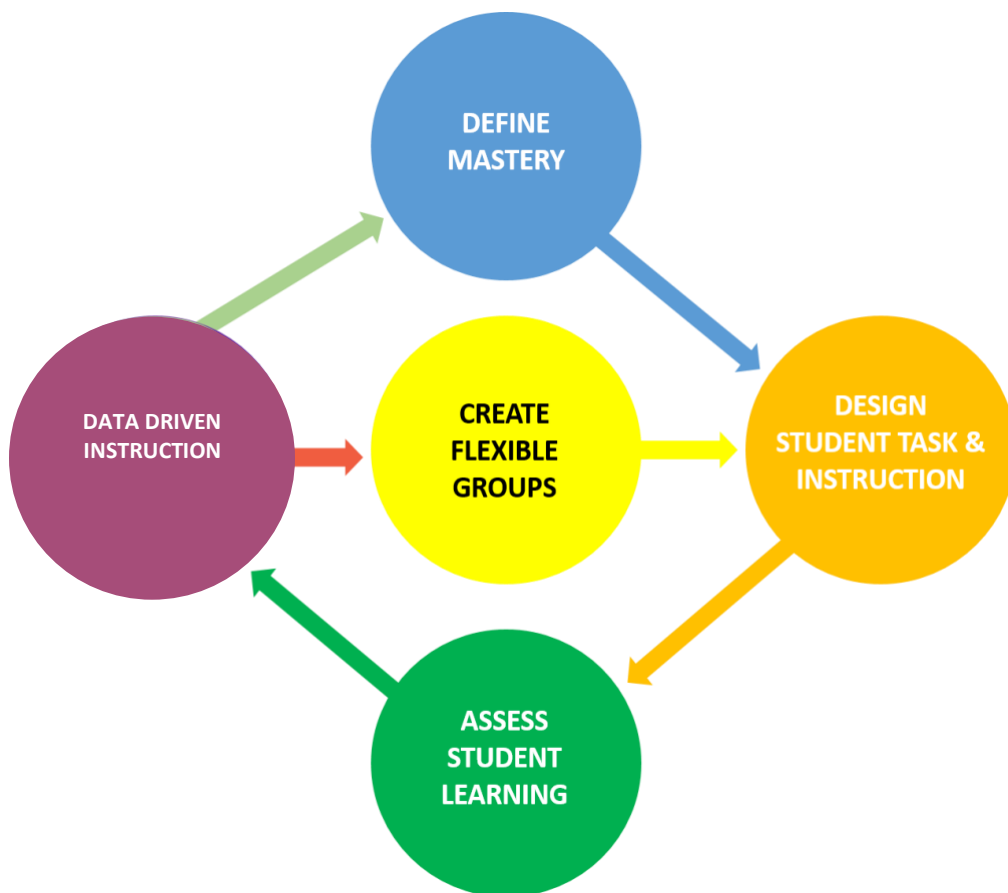 DEFINE
MASTERY
DATA DRIVEN
INSTRUCTION
CREATE
FLEXIBLE
GROUPS
DESIGN
STUDENT TASK &
INSTRUCTION
ASSESS
STUDENT
LEARNING